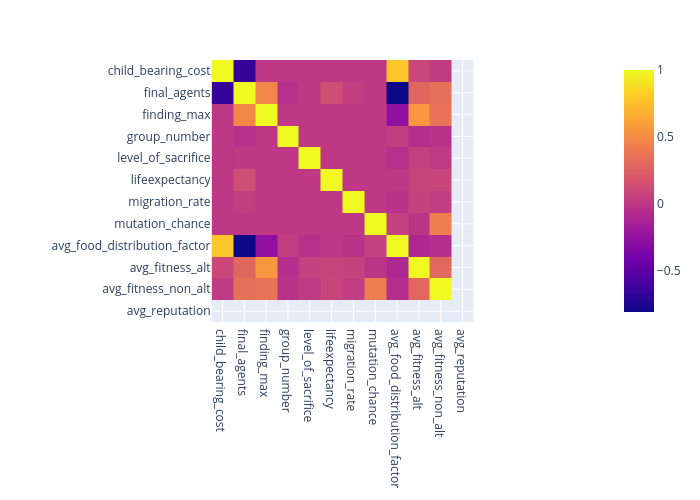 child_bearing_cost
final_agents
finding_max
group_number
level_of_sacrifice
lifeexpectancy
migration_rate
mutation_chance
avg_food_distribution_factor
avg_fitness_alt
avg_fitness_non_alt
avg_reputation
child_bearing_cost
final_agents
finding_max
group_number
level_of_sacrifice
lifeexpectancy
migration_rate
mutation_chance
avg_food_distribution_factor
avg_fitness_alt
avg_fitness_non_alt
avg_reputation
1
0.5
0
−0.5